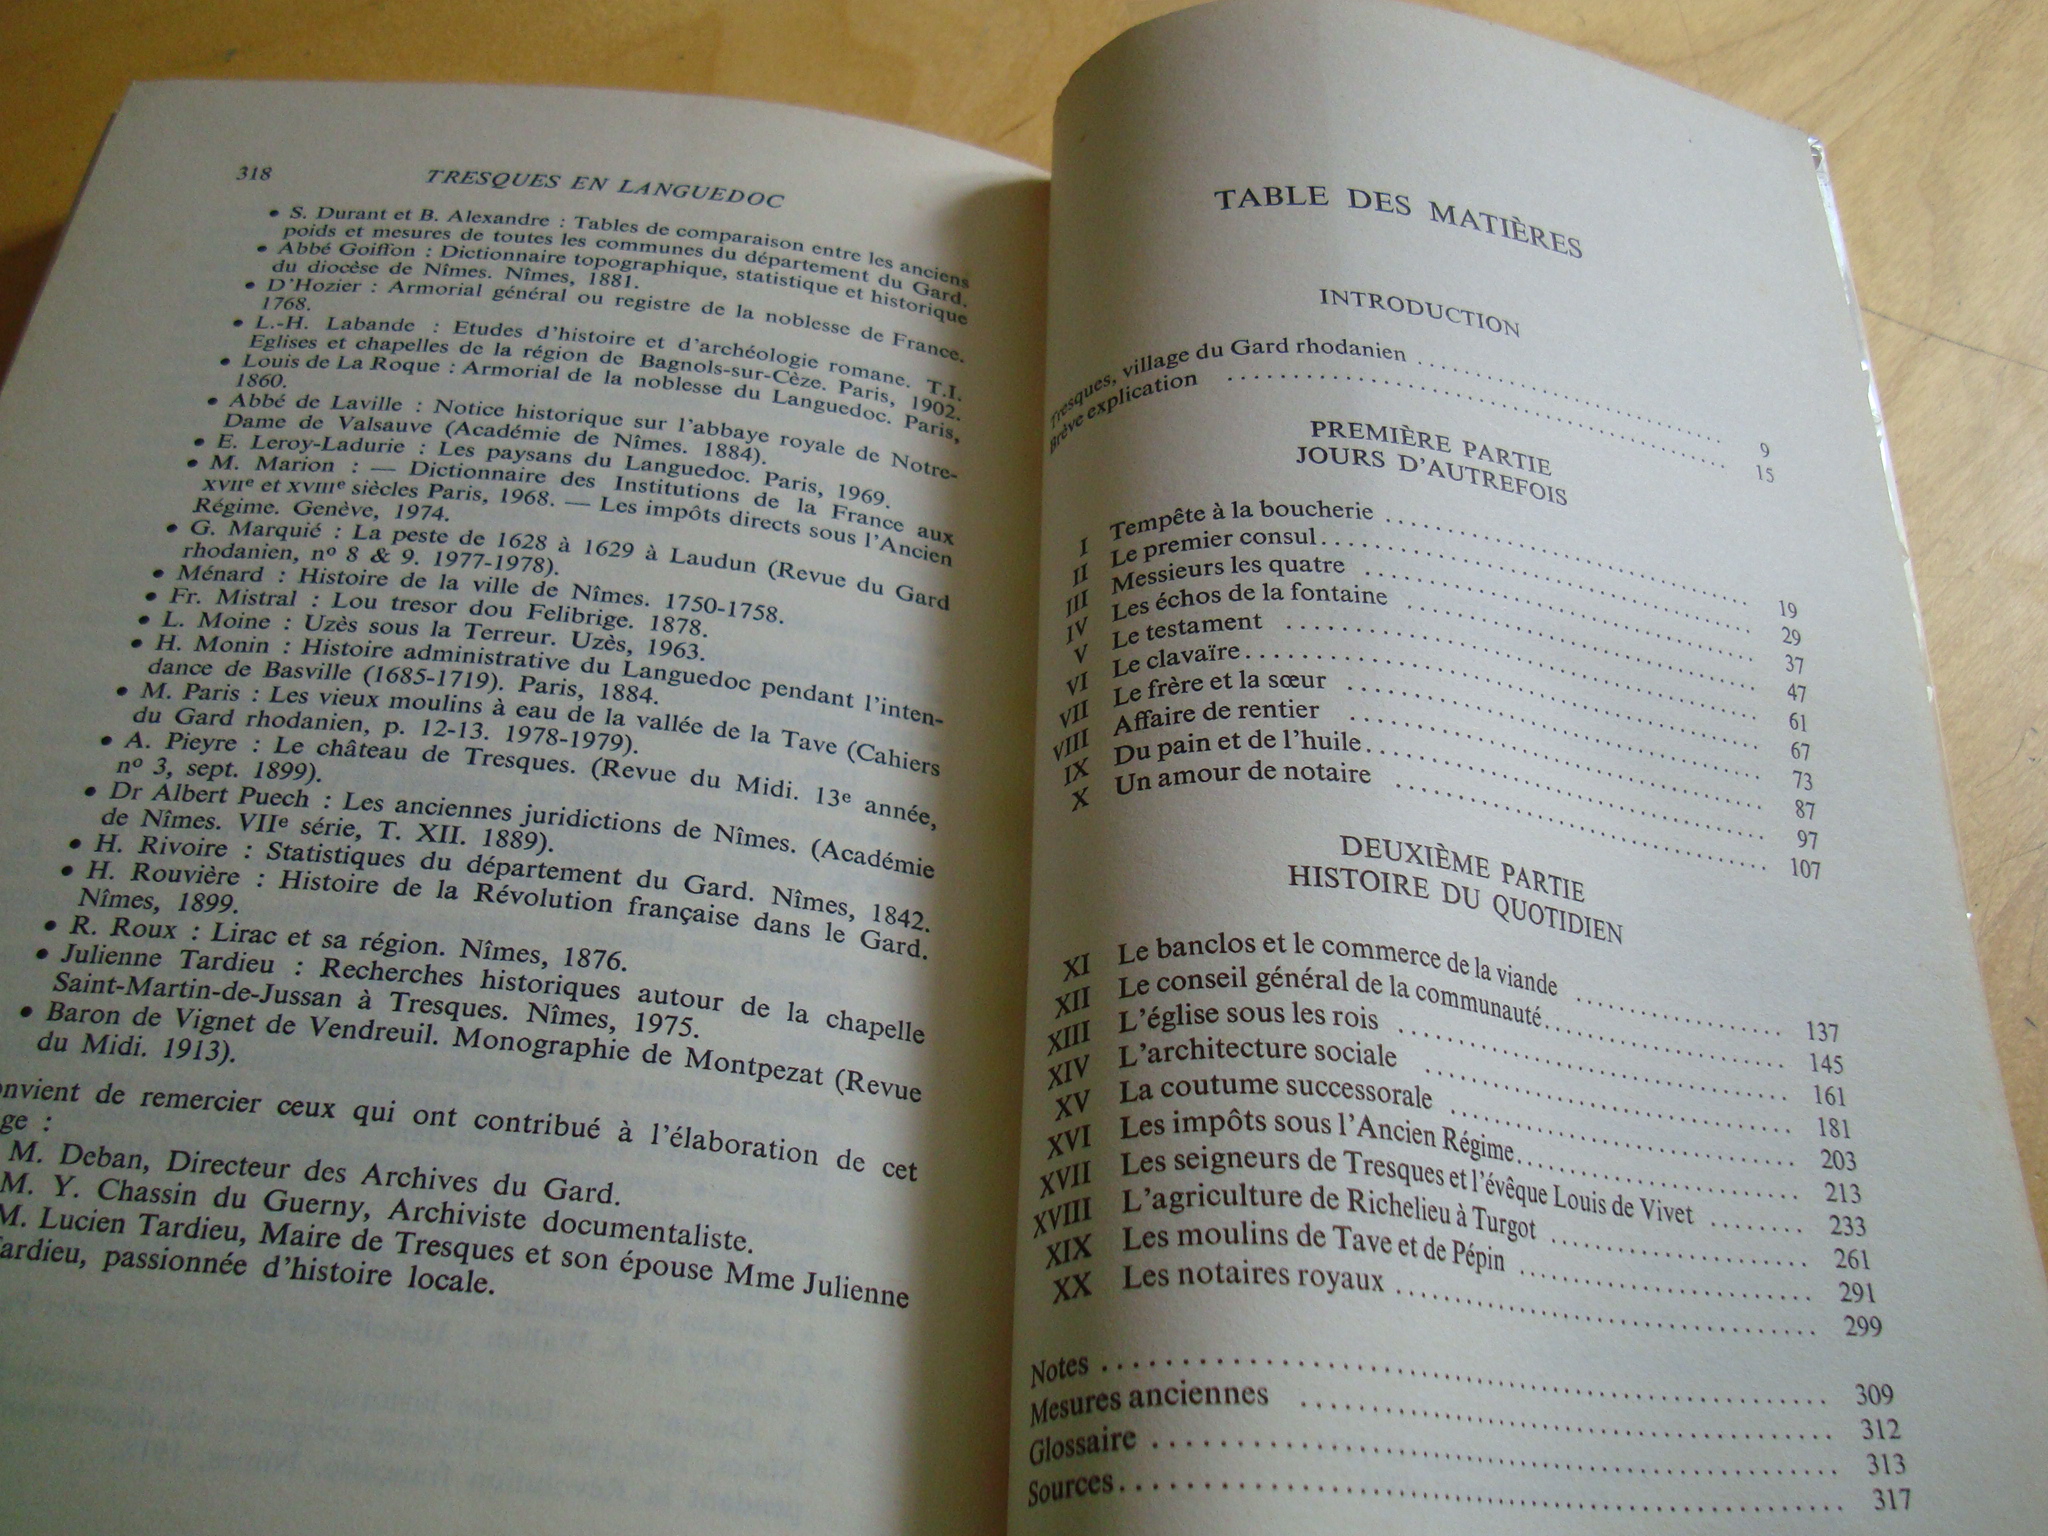 318
TRESQUES EN LANGUEDOC
• S. Durant et B. Alexandre : Tables de comparaison entre les anciens
poids et mesures de toutes les communes du département du Gard.
• Abbé Goiffon : Dictionnaire topographique, statistique et historique
du diocèse de Nîmes. Nîmes, 1881.
• D'Hozier : Armorial général ou registre de la noblesse de France.
1768.
• L.-H. Labande : Etudes d'histoire et d'archéologie romane. T.I.
Eglises et chapelles de la région de Bagnols-sur-Cèze. Paris, 1902.
• Louis de La Roque : Armorial de la noblesse du Languedoc. Paris,
1860.
• Abbé de Laville : Notice historique sur l'abbaye royale de Notre-
Dame de Valsauve (Académie de Nîmes. 1884).
• E. Leroy-Ladurie : Les paysans du Languedoc. Paris, 1969.
• M. Marion : — Dictionnaire des Institutions de la France aux
XVIIe et XVIIIe siècles Paris, 1968. — Les impôts directs sous l'Ancien
Régime. Genève, 1974.
• G. Marquié : La peste de 1628 à 1629 à Laudun (Revue du Gard
rhodanien, nº 8 & 9. 1977-1978).
• Ménard : Histoire de la ville de Nîmes. 1750-1758.
• Fr. Mistral : Lou tresor dou Felibrige. 1878.
• L. Moine : Uzès sous la Terreur. Uzès, 1963.
• H. Monin : Histoire administrative du Languedoc pendant l'inten-
dance de Basville (1685-1719). Paris, 1884.
• M. Paris : Les vieux moulins à eau de la vallée de la Tave (Cahiers
du Gard rhodanien, p. 12-13. 1978-1979).
• A. Pieyre : Le château de Tresques. (Revue du Midi. 13e année,
nº 3, sept. 1899).
• Dr Albert Puech : Les anciennes juridictions de Nîmes. (Académie
de Nîmes. VIIe série, T. XII. 1889).
• H. Rivoire : Statistiques du département du Gard. Nîmes, 1842.
• H. Rouvière : Histoire de la Révolution française dans le Gard.
Nîmes, 1899.
• R. Roux : Lirac et sa région. Nîmes, 1876.
• Julienne Tardieu : Recherches historiques autour de la chapelle
Saint-Martin-de-Jussan à Tresques. Nîmes, 1975.
• Baron de Vignet de Vendreuil. Monographie de Montpezat (Revue
du Midi. 1913).
onvient de remercier ceux qui ont contribué à l'élaboration de cet
ge :
M. Deban, Directeur des Archives du Gard.
M. Y. Chassin du Guerny, Archiviste documentaliste.
M. Lucien Tardieu, Maire de Tresques et son épouse Mme Julienne
ardieu, passionnée d'histoire locale.
TABLE DES MATIÈRES
INTRODUCTION
Tresques, village du Gard rhodanien ........ 9
Brève explication ........ 15
PREMIÈRE PARTIE
JOURS D'AUTREFOIS
I Tempête à la boucherie ........ 19
II Le premier consul ........ 29
III Messieurs les quatre ........ 37
IV Les échos de la fontaine ........ 47
V Le testament ........ 61
VI Le clavaïre ........ 67
VII Le frère et la sœur ........ 73
VIII Affaire de rentier ........ 87
IX Du pain et de l'huile ........ 97
X Un amour de notaire ........ 107
DEUXIÈME PARTIE
HISTOIRE DU QUOTIDIEN
XI Le banclos et le commerce de la viande ........ 137
XII Le conseil général de la communauté ........ 145
XIII L'église sous les rois ........ 161
XIV L'architecture sociale ........ 181
XV La coutume successorale ........ 203
XVI Les impôts sous l'Ancien Régime ........ 213
XVII Les seigneurs de Tresques et l'évêque Louis de Vivet ........ 233
XVIII L'agriculture de Richelieu à Turgot ........ 261
XIX Les moulins de Tave et de Pépin ........ 291
XX Les notaires royaux ........ 299
Notes ........ 309
Mesures anciennes ........ 312
Glossaire ........ 313
Sources ........ 317